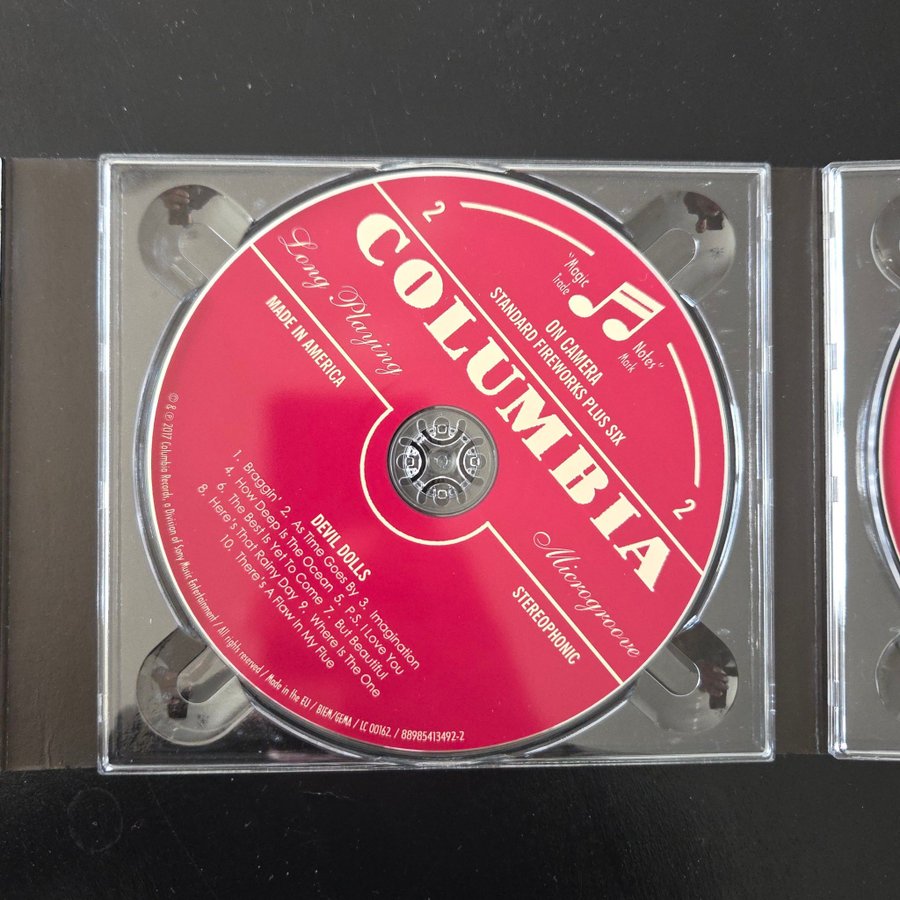 2
"Magic Notes"
Trade Mark
ON CAMERA
STANDARD FIREWORKS PLUS SIX
2
COLUMBIA
Long Playing
Microgroove
MADE IN AMERICA
STEREOPHONIC
DEVIL DOLLS
1. Braggin' 2. As Time Goes By 3. Imagination
4. How Deep Is The Ocean 5. P.S. I Love You
6. The Best Is Yet To Come 7. But Beautiful
8. Here's That Rainy Day 9. Where Is The One
10. There's A Flaw In My Flue
© & ℗ 2017 Columbia Records, a Division of Sony Music Entertainment / All rights reserved / Made in the EU / BIEM/GEMA / LC 00162. / 88985413492-2